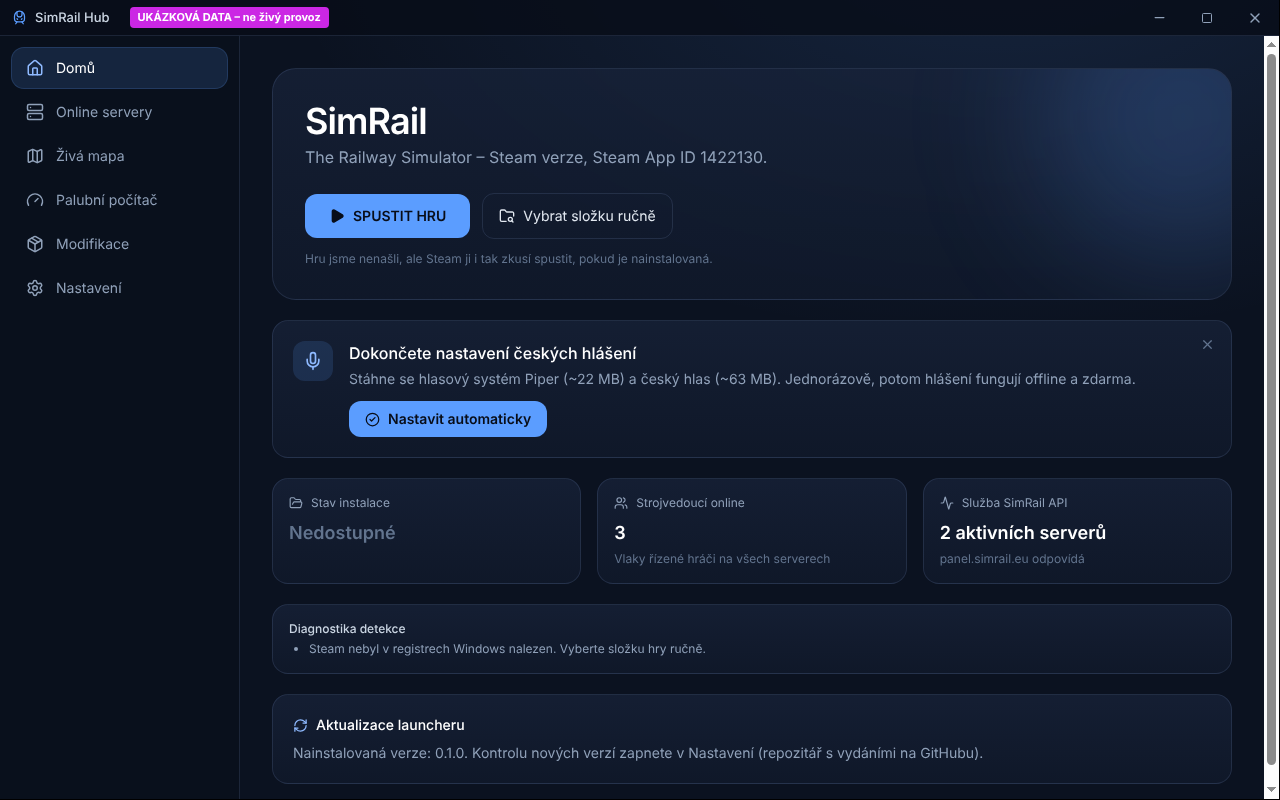 SimRail Hub
UKÁZKOVÁ DATA – ne živý provoz
Domů
Online servery
Živá mapa
Palubní počítač
Modifikace
Nastavení
SimRail
The Railway Simulator – Steam verze, Steam App ID 1422130.
SPUSTIT HRU
Vybrat složku ručně
Hru jsme nenašli, ale Steam ji i tak zkusí spustit, pokud je nainstalovaná.
Dokončete nastavení českých hlášení
Stáhne se hlasový systém Piper (~22 MB) a český hlas (~63 MB). Jednorázově, potom hlášení fungují offline a zdarma.
Nastavit automaticky
Stav instalace
Nedostupné
Strojvedoucí online
3
Vlaky řízené hráči na všech serverech
Služba SimRail API
2 aktivních serverů
panel.simrail.eu odpovídá
Diagnostika detekce
• Steam nebyl v registrech Windows nalezen. Vyberte složku hry ručně.
Aktualizace launcheru
Nainstalovaná verze: 0.1.0. Kontrolu nových verzí zapnete v Nastavení (repozitář s vydáními na GitHubu).